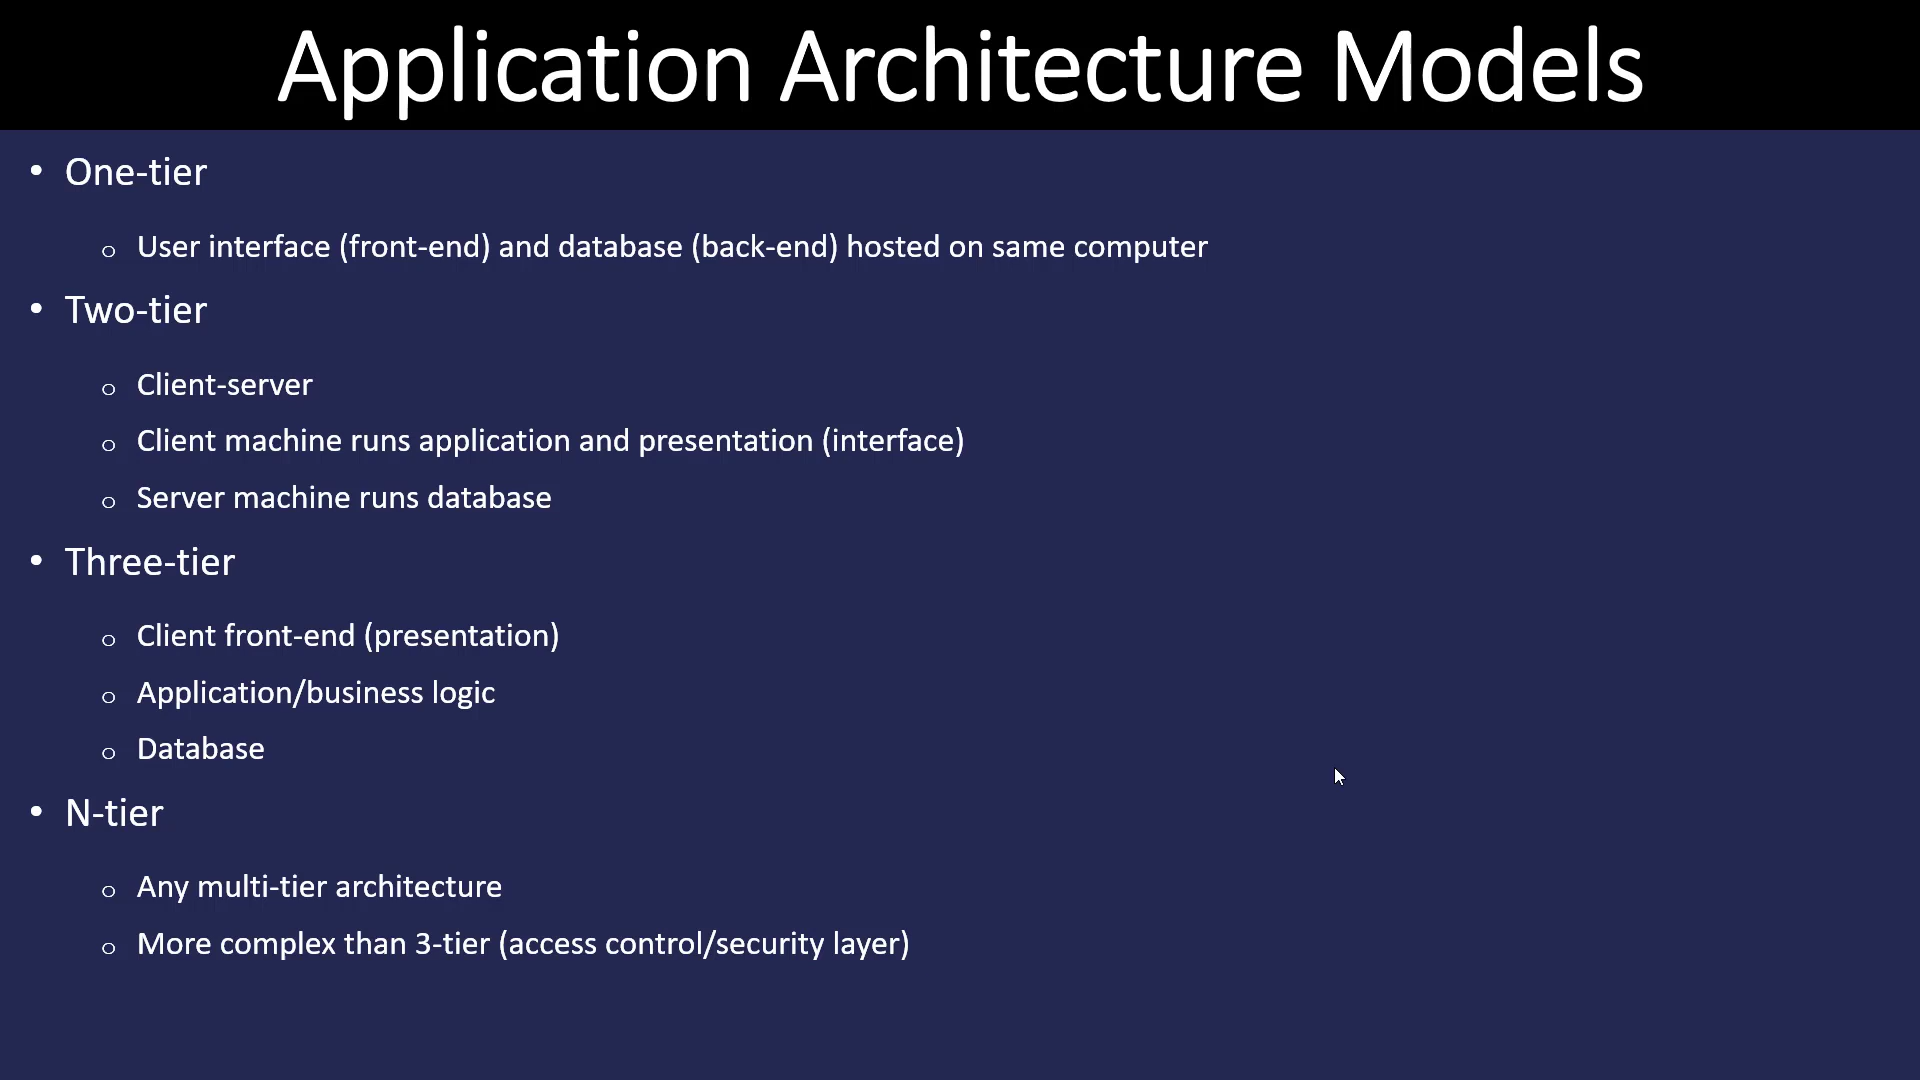 Application Architecture Models
• One-tier
o User interface (front-end) and database (back-end) hosted on same computer
• Two-tier
o Client-server
o Client machine runs application and presentation (interface)
o Server machine runs database
• Three-tier
o Client front-end (presentation)
o Application/business logic
o Database
• N-tier
o Any multi-tier architecture
o More complex than 3-tier (access control/security layer)